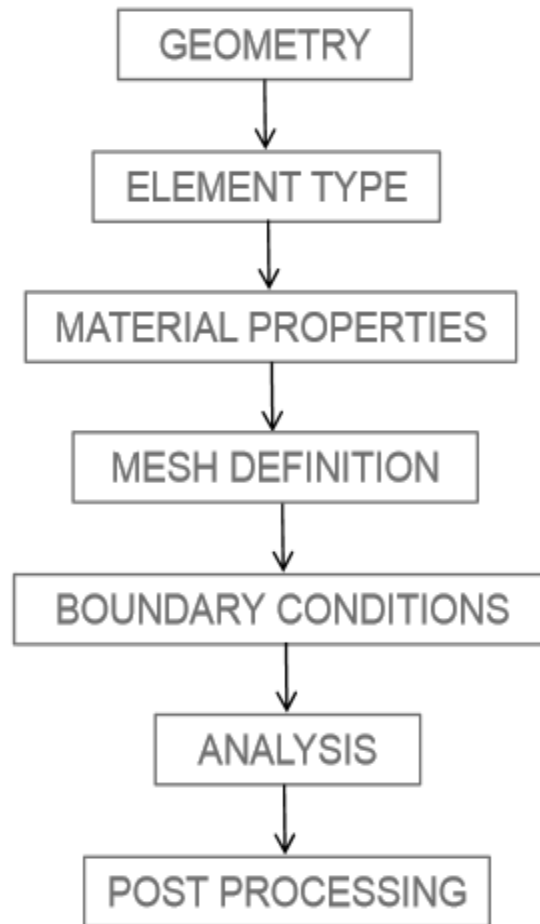 GEOMETRY
ELEMENT TYPE
MATERIAL PROPERTIES
MESH DEFINITION
BOUNDARY CONDITIONS
ANALYSIS
POST PROCESSING